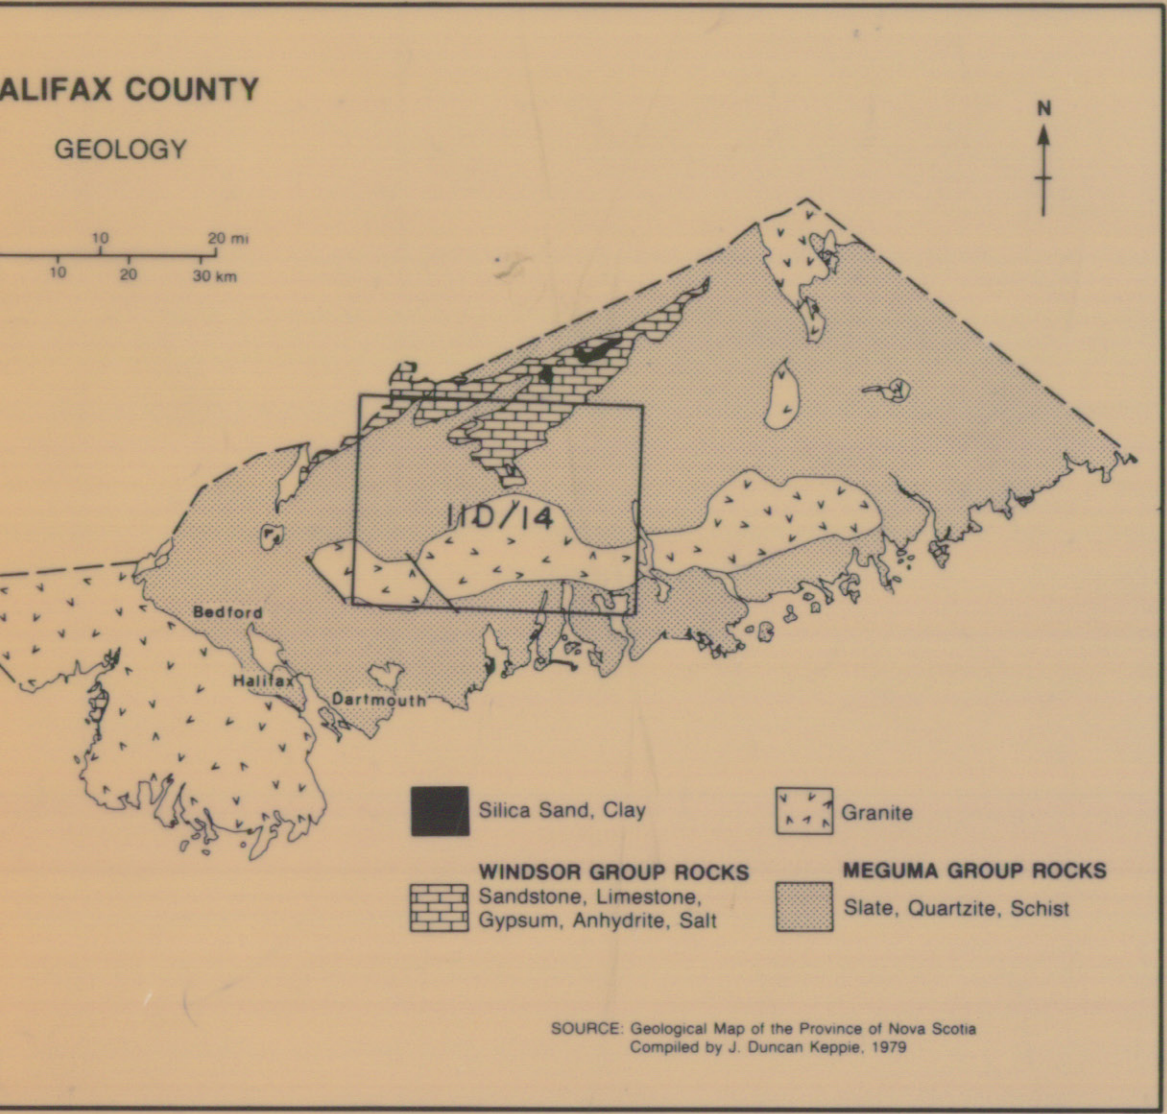 ALIFAX COUNTY
GEOLOGY
N
10 20 mi
10 20 30 km
11D/14
Bedford
Halifax
Dartmouth
Silica Sand, Clay
Granite
WINDSOR GROUP ROCKS
Sandstone, Limestone,
Gypsum, Anhydrite, Salt
MEGUMA GROUP ROCKS
Slate, Quartzite, Schist
SOURCE: Geological Map of the Province of Nova Scotia
Compiled by J. Duncan Keppie, 1979